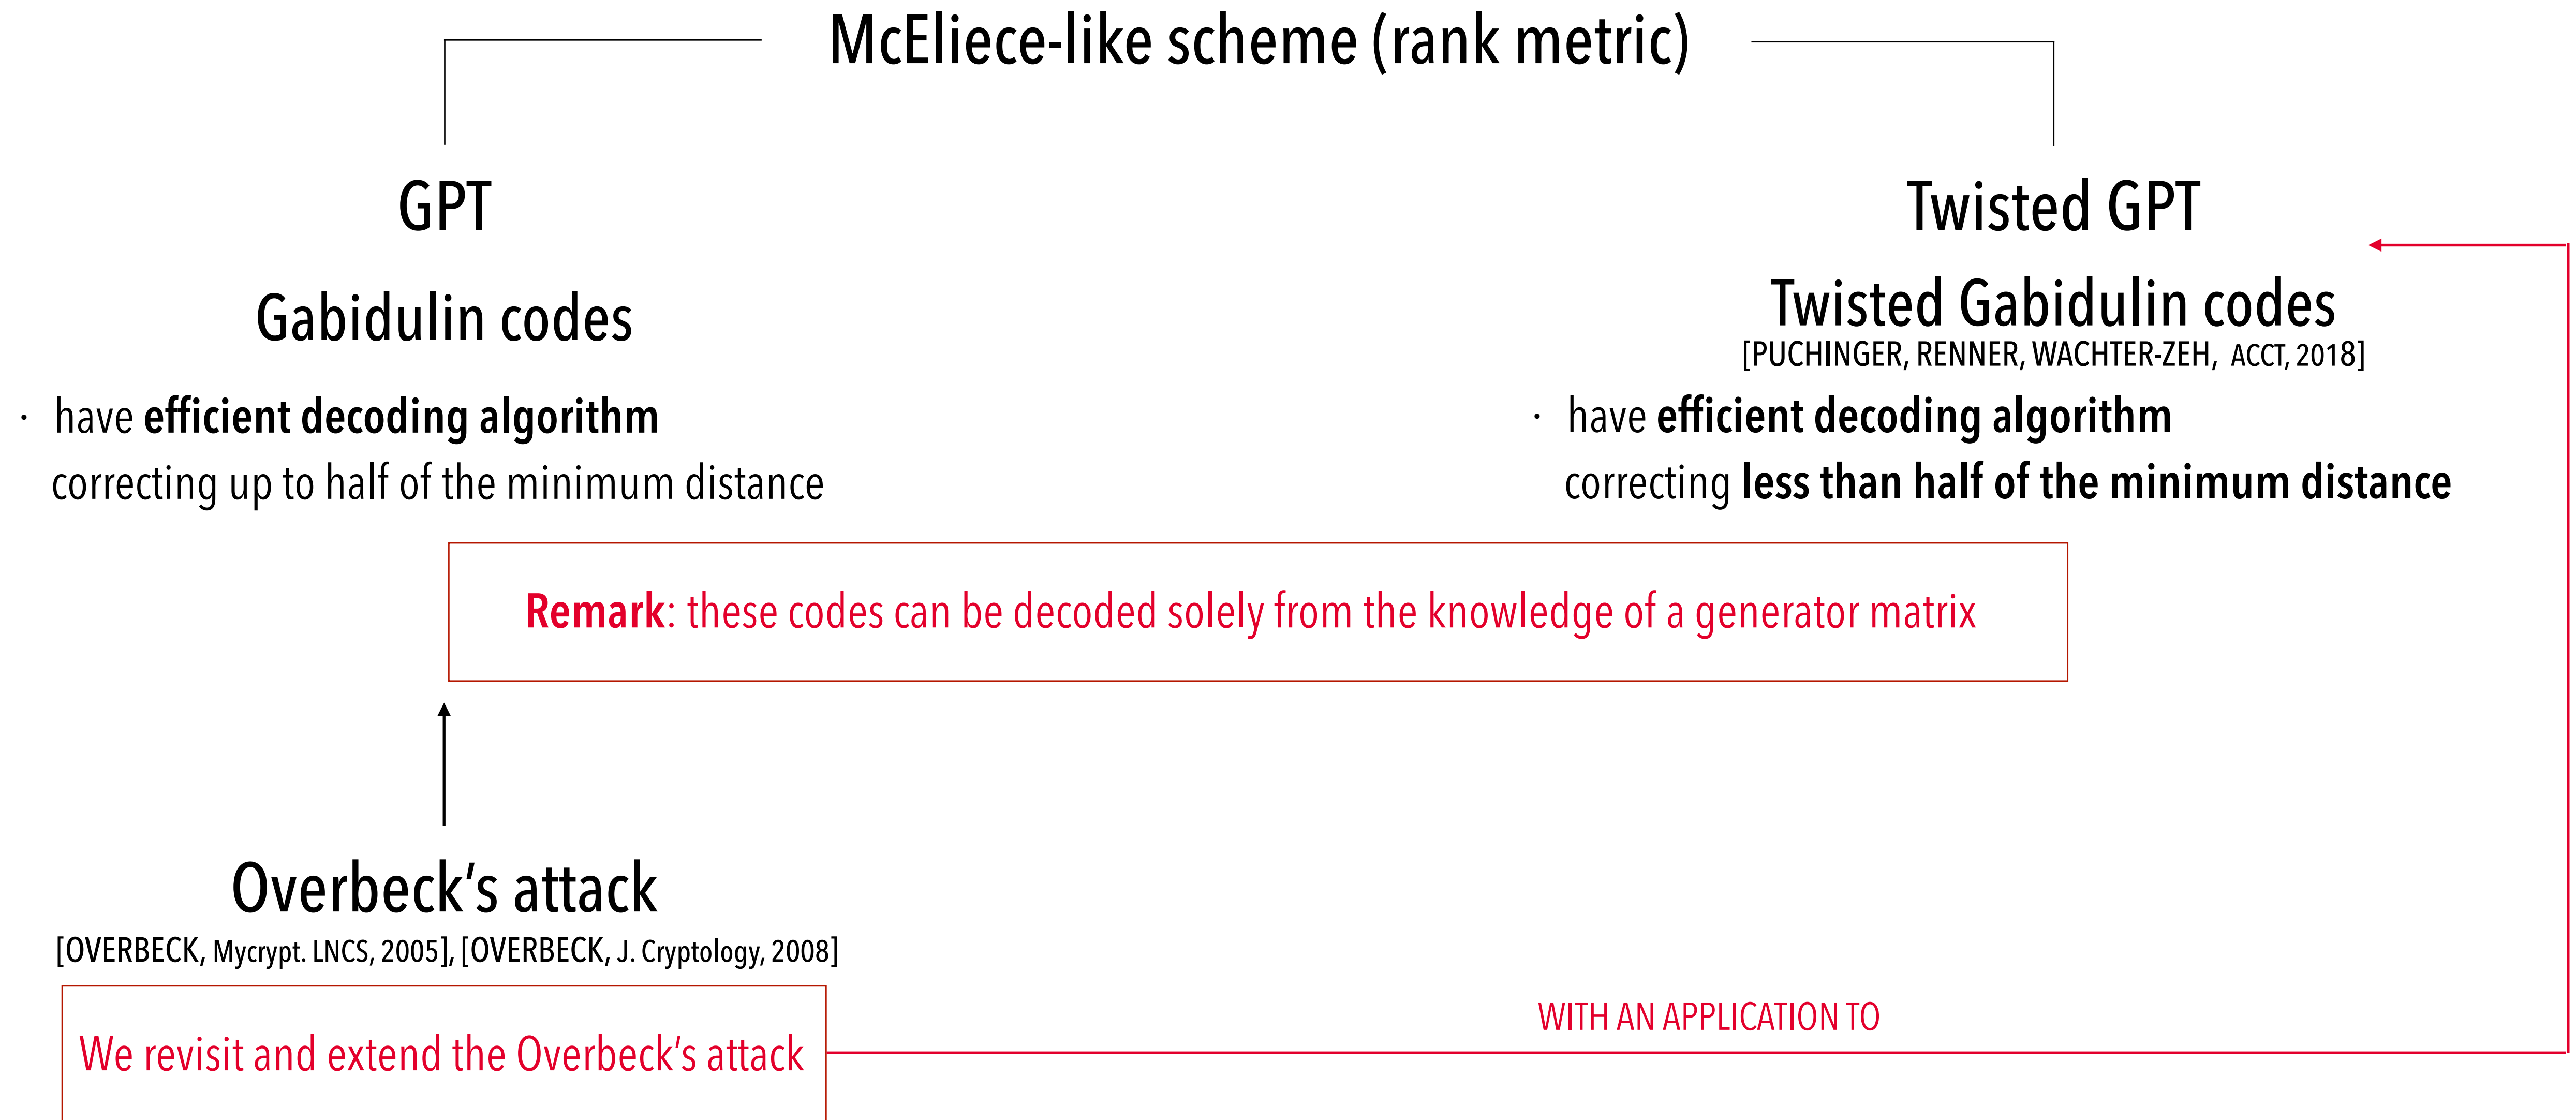 McEliece-like scheme (rank metric)
GPT
Gabidulin codes
· have efficient decoding algorithm
correcting up to half of the minimum distance
Twisted GPT
Twisted Gabidulin codes
[PUCHINGER, RENNER, WACHTER-ZEH, ACCT, 2018]
· have efficient decoding algorithm
correcting less than half of the minimum distance
Remark: these codes can be decoded solely from the knowledge of a generator matrix
Overbeck’s attack
[OVERBECK, Mycrypt. LNCS, 2005], [OVERBECK, J. Cryptology, 2008]
We revisit and extend the Overbeck’s attack
WITH AN APPLICATION TO